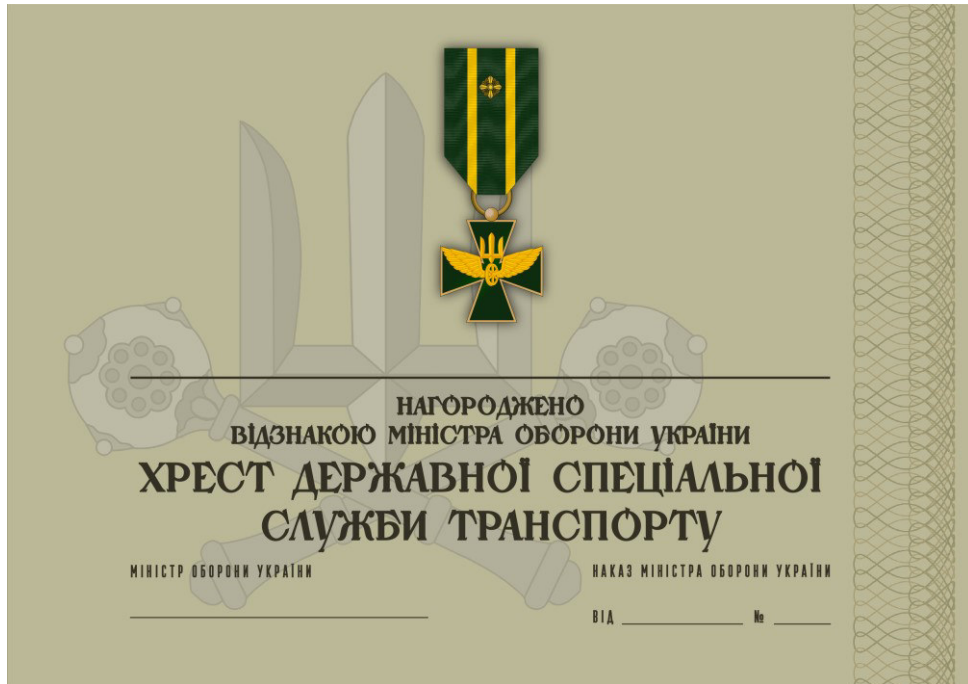 НАГОРОДЖЕНО
ВІДЗНАКОЮ МІНІСТРА ОБОРОНИ УКРАЇНИ
ХРЕСТ ДЕРЖАВНОЇ СПЕЦІАЛЬНОЇ
СЛУЖБИ ТРАНСПОРТУ
МІНІСТР ОБОРОНИ УКРАЇНИ
НАКАЗ МІНІСТРА ОБОРОНИ УКРАЇНИ
ВІД №